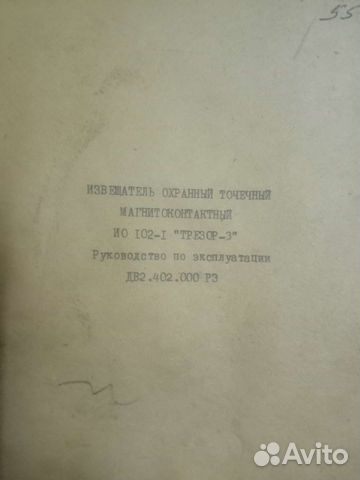 55
ИЗВЕЩАТЕЛЬ ОХРАННЫЙ ТОЧЕЧНЫЙ
МАГНИТОКОНТАКТНЫЙ
ИО 102-1 "ТРЕЗОР-3"
Руководство по эксплуатации
ДВ2.402.000 РЭ
Avito